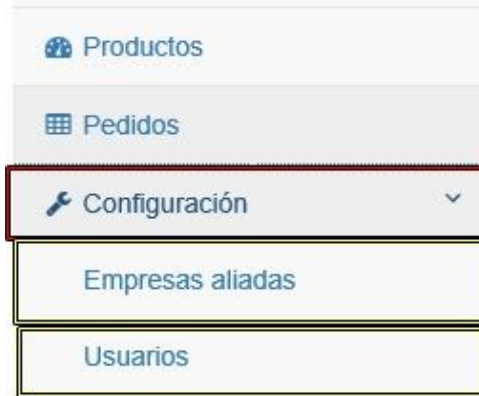 Productos
Pedidos
Configuración
Empresas aliadas
Usuarios